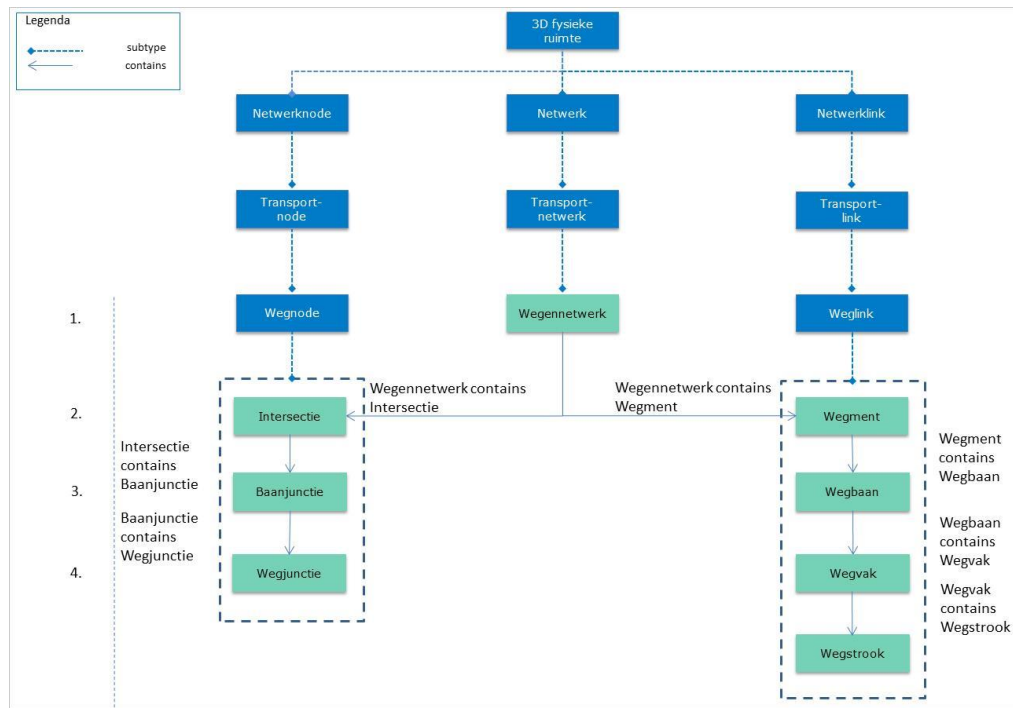 Legenda
subtype
contains
3D fysieke
ruimte
Netwerknode
Netwerk
Netwerklink
Transport-
node
Transport-
netwerk
Transport-
link
1.
Wegnode
Wegennetwerk
Weglink
Wegennetwerk contains
Intersectie
Wegennetwerk contains
Wegment
2.
Intersectie
Wegment
Intersectie
contains
Baanjunctie
Wegment
contains
Wegbaan
3.
Baanjunctie
Wegbaan
Baanjunctie
contains
Wegjunctie
Wegbaan
contains
Wegvak
4.
Wegjunctie
Wegvak
Wegvak
contains
Wegstrook
Wegstrook